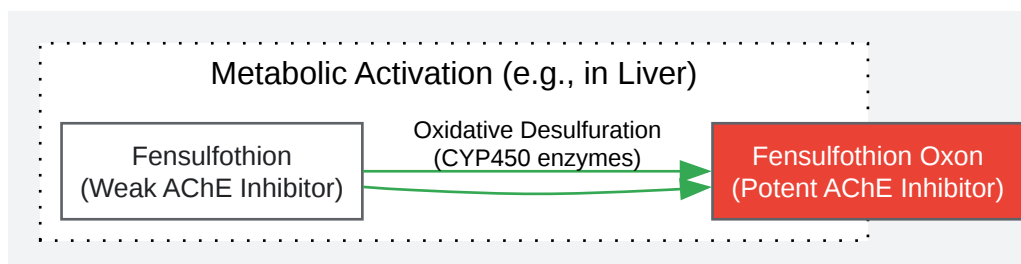 Metabolic Activation (e.g., in Liver)
Oxidative Desulfuration
(CYP450 enzymes)
Fensulfothion
(Weak AChE Inhibitor)
Fensulfothion Oxon
(Potent AChE Inhibitor)